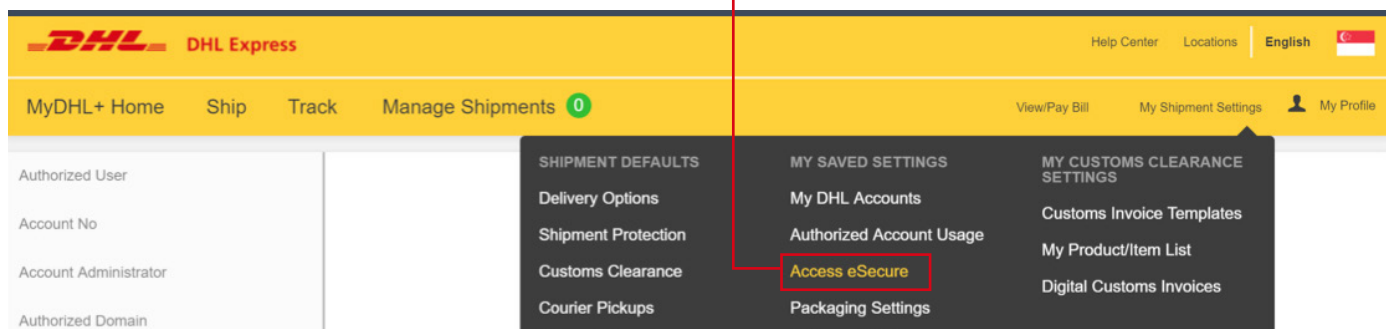 DHL DHL Express
Help Center Locations English
MyDHL+ Home Ship Track Manage Shipments 0
View/Pay Bill My Shipment Settings My Profile
Authorized User
Account No
Account Administrator
Authorized Domain
SHIPMENT DEFAULTS
Delivery Options
Shipment Protection
Customs Clearance
Courier Pickups
MY SAVED SETTINGS
My DHL Accounts
Authorized Account Usage
Access eSecure
Packaging Settings
MY CUSTOMS CLEARANCE
SETTINGS
Customs Invoice Templates
My Product/Item List
Digital Customs Invoices